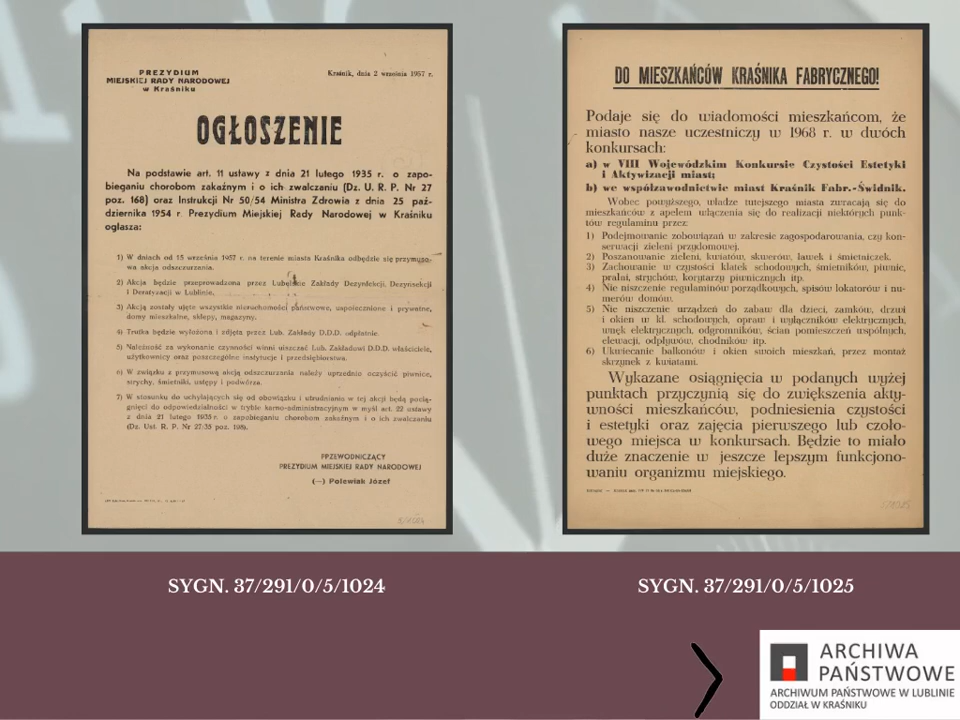 PREZYDIUM
MIEJSKIEJ RADY NARODOWEJ
w Kraśniku
Kraśnik, dnia 2 września 1957 r.
OGŁOSZENIE
Na podstawie art. 11 ustawy z dnia 21 lutego 1935 r. o zapo-
bieganiu chorobom zakaźnym i o ich zwalczaniu (Dz. U. R. P. Nr 27
poz. 168) oraz Instrukcji Nr 50/54 Ministra Zdrowia z dnia 25 paź-
dziernika 1954 r. Prezydium Miejskiej Rady Narodowej w Kraśniku
ogłasza:
1) W dniach od 15 września 1957 r. na terenie miasta Kraśnika odbędzie się przymuso-
wa akcja odszczurzania.
2) Akcja będzie przeprowadzona przez Lubelskie Zakłady Dezynfekcji, Dezynsekcji
i Deratyzacji w Lublinie.
3) Akcją zostały ujęte wszystkie nieruchomości państwowe, uspołecznione i prywatne,
domy mieszkalne, sklepy, magazyny.
4) Trutka będzie wyłożona i zdjęta przez Lub. Zakłady D.D.D. odpłatnie.
5) Należność za wykonanie czynności winni uiszczać Lub. Zakładowi D.D.D. właściciele,
użytkownicy oraz poszczególne instytucje i przedsiębiorstwa.
6) W związku z przymusową akcją odszczurzania należy uprzednio oczyścić piwnice,
strychy, śmietniki, ustępy i podwórza.
7) W stosunku do uchylających się od obowiązku i utrudniania w tej akcji będą pocią-
gnięci do odpowiedzialności w trybie karno-administracyjnym w myśl art. 22 ustawy
z dnia 21 lutego 1935 r. o zapobieganiu chorobom zakaźnym i o ich zwalczaniu
(Dz. Ust. R. P. Nr 27/35 poz. 198).
PRZEWODNICZĄCY
PREZYDIUM MIEJSKIEJ RADY NARODOWEJ
(—) Polewiak Józef
DO MIESZKAŃCÓW KRAŚNIKA FABRYCZNEGO!
Podaje się do wiadomości mieszkańcom, że
miasto nasze uczestniczy w 1968 r. w dwóch
konkursach:
a) w VIII Wojewódzkim Konkursie Czystości Estetyki
i Aktywizacji miast;
b) we współzawodnictwie miast Kraśnik Fabr.-Świdnik.
Wobec powyższego, władze tutejszego miasta zwracają się do
mieszkańców z apelem włączenia się do realizacji niektórych punk-
tów regulaminu przez:
1) Podejmowanie zobowiązań w zakresie zagospodarowania, czy kon-
serwacji zieleni przydomowej.
2) Poszanowanie zieleni, kwiatów, skwerów, ławek i śmietniczek.
3) Zachowanie w czystości klatek schodowych, śmietników, piwnic,
pralni, strychów, korytarzy piwnicznych itp.
4) Nie niszczenie regulaminów porządkowych, spisów lokatorów i nu-
merów domów.
5) Nie niszczenie urządzeń do zabaw dla dzieci, zamków, drzwi
i okien w kl. schodowych, opraw i wyłączników elektrycznych,
wnęk elektrycznych, odgromników, ścian pomieszczeń wspólnych,
elewacji, odpływów, chodników itp.
6) Ukwiecanie balkonów i okien swoich mieszkań, przez montaż
skrzynek z kwiatami.
Wykazane osiągnięcia w podanych wyżej
punktach przyczynią się do zwiększenia akty-
wności mieszkańców, podniesienia czystości
i estetyki oraz zajęcia pierwszego lub czoło-
wego miejsca w konkursach. Będzie to miało
duże znaczenie w jeszcze lepszym funkcjono-
waniu organizmu miejskiego.
SYGN. 37/291/0/5/1024
SYGN. 37/291/0/5/1025
ARCHIWA
PAŃSTWOWE
ARCHIWUM PAŃSTWOWE W LUBLINIE
ODDZIAŁ W KRAŚNIKU